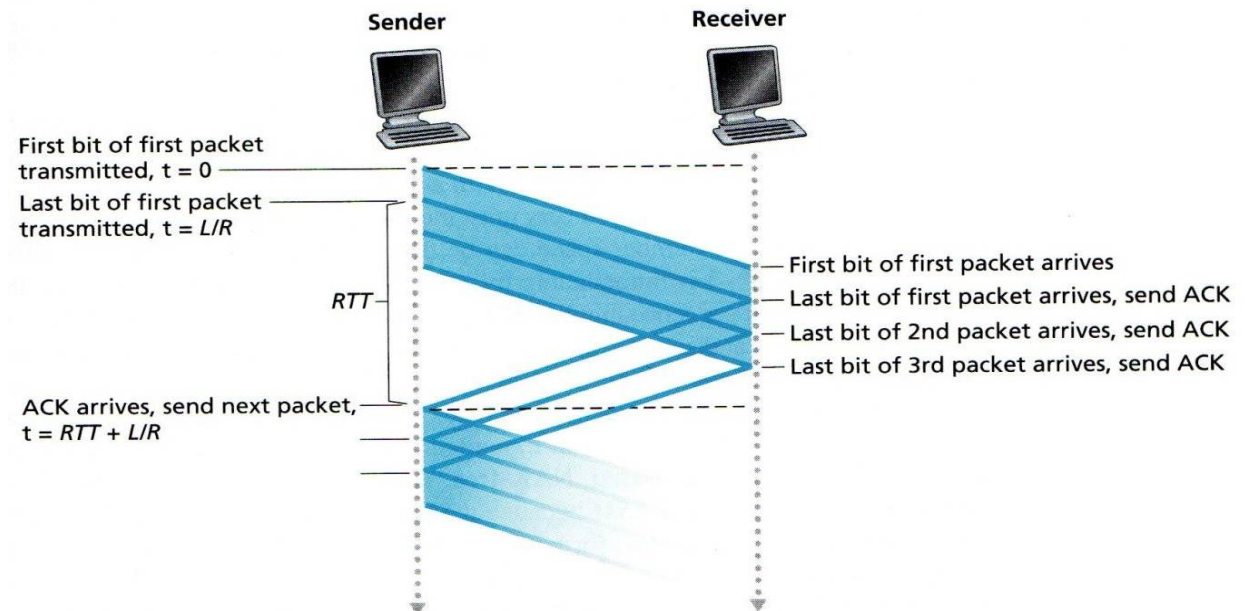 Sender
Receiver
First bit of first packet
transmitted, t = 0
Last bit of first packet
transmitted, t = L/R
First bit of first packet arrives
Last bit of first packet arrives, send ACK
RTT
Last bit of 2nd packet arrives, send ACK
Last bit of 3rd packet arrives, send ACK
ACK arrives, send next packet,
t = RTT + L/R